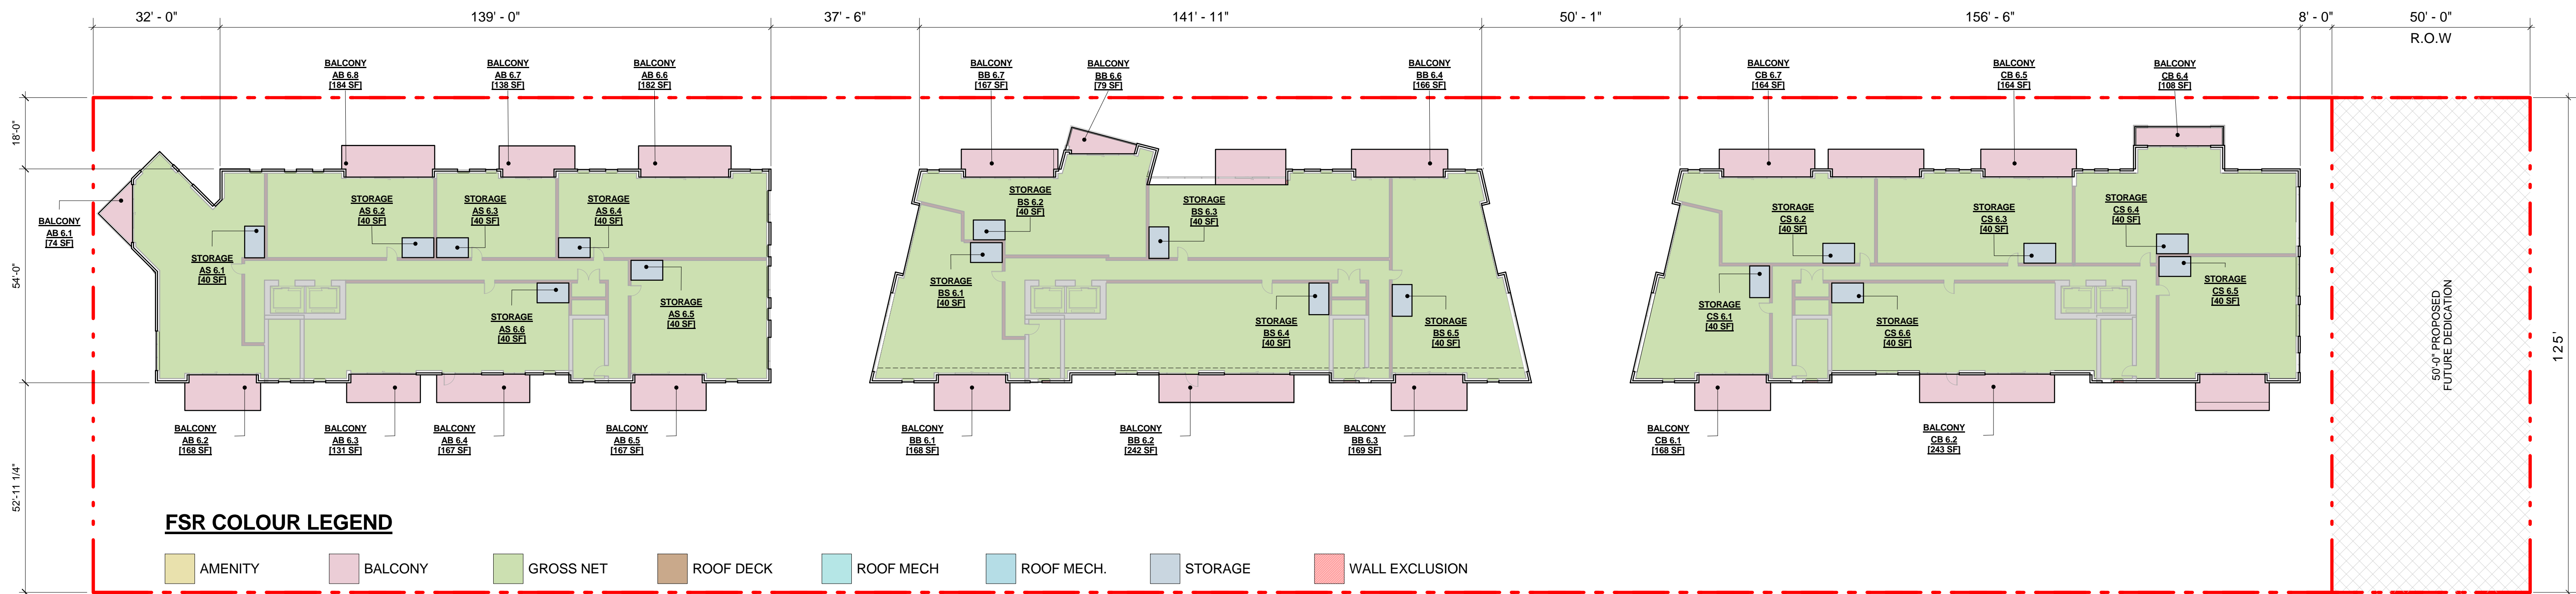 32' - 0"
139' - 0"
37' - 6"
141' - 11"
50' - 1"
156' - 6"
8' - 0"
50' - 0"
R.O.W
BALCONY
AB 6.8
[184 SF]
BALCONY
AB 6.7
[138 SF]
BALCONY
AB 6.6
[182 SF]
BALCONY
BB 6.7
[167 SF]
BALCONY
BB 6.6
[79 SF]
BALCONY
BB 6.4
[166 SF]
BALCONY
CB 6.7
[164 SF]
BALCONY
CB 6.5
[164 SF]
BALCONY
CB 6.4
[108 SF]
18'-0"
54'-0"
52'-11 1/4"
125'
BALCONY
AB 6.1
[74 SF]
STORAGE
AS 6.1
[40 SF]
STORAGE
AS 6.2
[40 SF]
STORAGE
AS 6.3
[40 SF]
STORAGE
AS 6.4
[40 SF]
STORAGE
AS 6.5
[40 SF]
STORAGE
AS 6.6
[40 SF]
STORAGE
BS 6.2
[40 SF]
STORAGE
BS 6.3
[40 SF]
STORAGE
BS 6.1
[40 SF]
STORAGE
BS 6.4
[40 SF]
STORAGE
BS 6.5
[40 SF]
STORAGE
CS 6.2
[40 SF]
STORAGE
CS 6.3
[40 SF]
STORAGE
CS 6.4
[40 SF]
STORAGE
CS 6.1
[40 SF]
STORAGE
CS 6.6
[40 SF]
STORAGE
CS 6.5
[40 SF]
50'-0" PROPOSED
FUTURE DEDICATION
BALCONY
AB 6.2
[168 SF]
BALCONY
AB 6.3
[131 SF]
BALCONY
AB 6.4
[167 SF]
BALCONY
AB 6.5
[167 SF]
BALCONY
BB 6.1
[168 SF]
BALCONY
BB 6.2
[242 SF]
BALCONY
BB 6.3
[169 SF]
BALCONY
CB 6.1
[168 SF]
BALCONY
CB 6.2
[243 SF]
FSR COLOUR LEGEND
AMENITY
BALCONY
GROSS NET
ROOF DECK
ROOF MECH
ROOF MECH.
STORAGE
WALL EXCLUSION